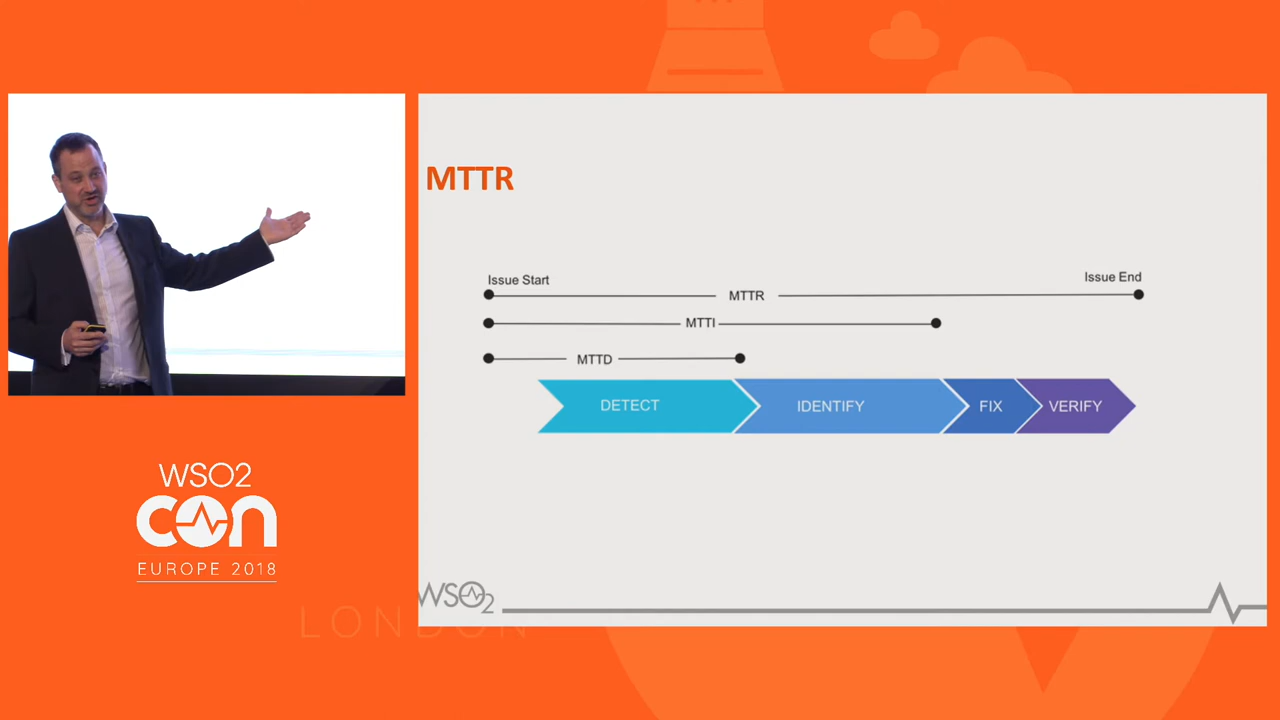 MTTR
Issue Start
Issue End
MTTR
MTTI
MTTD
DETECT
IDENTIFY
FIX
VERIFY
WSO2
WSO2
con
EUROPE 2018
LONDON